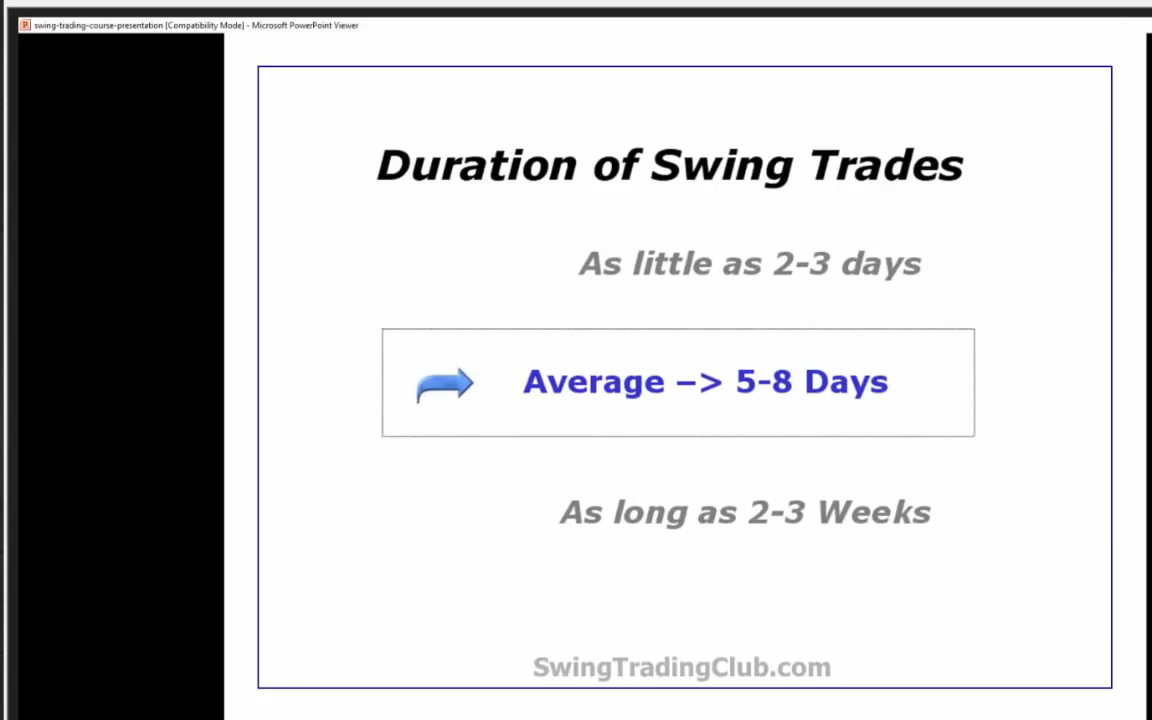 swing-trading-course-presentation [Compatibility Mode] - Microsoft PowerPoint Viewer
Duration of Swing Trades
As little as 2-3 days
Average –> 5-8 Days
As long as 2-3 Weeks
SwingTradingClub.com